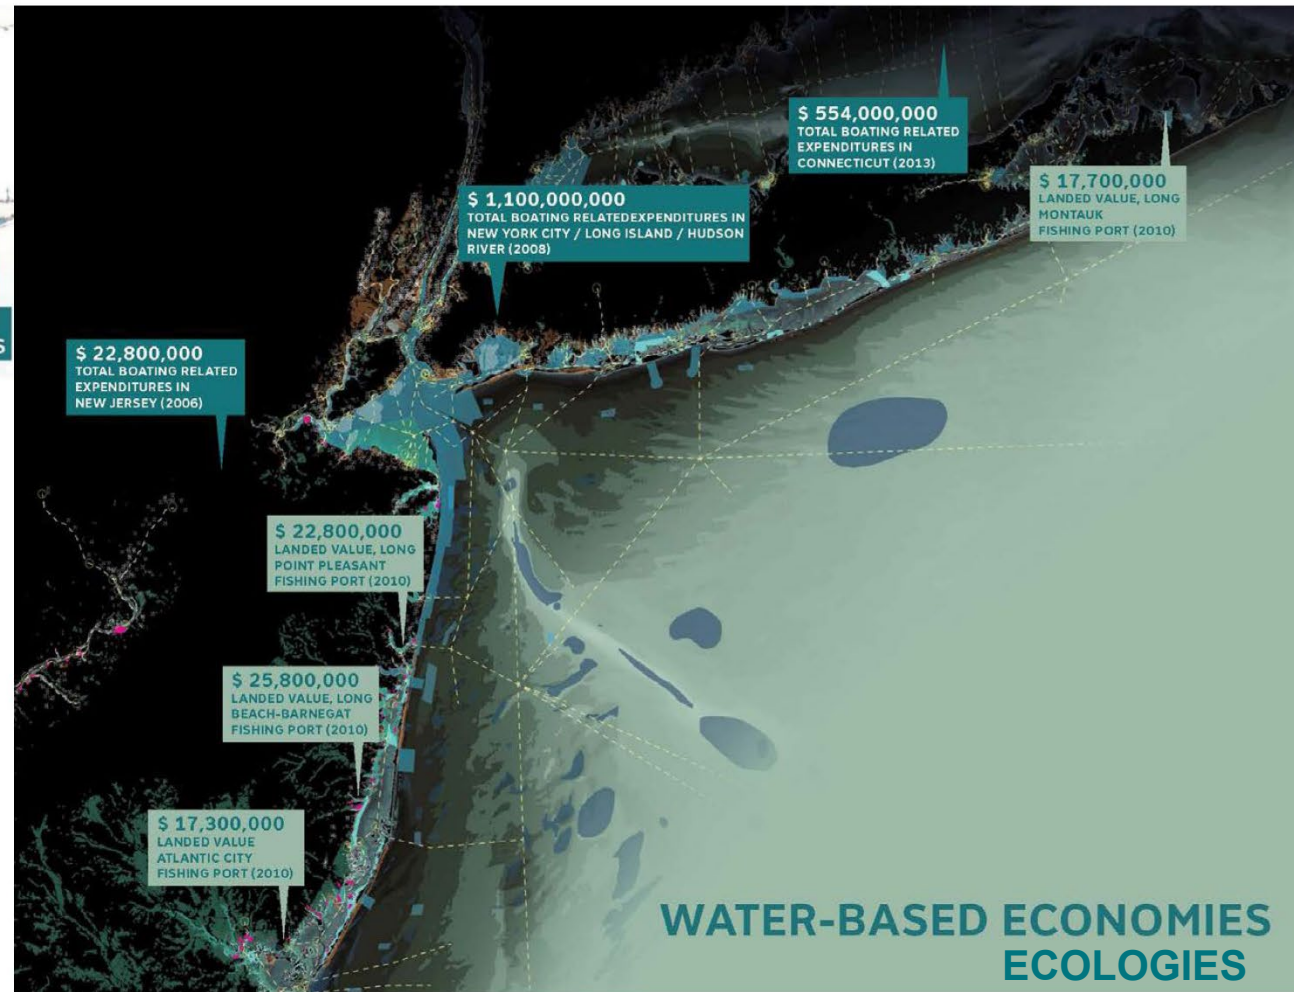 $ 554,000,000
TOTAL BOATING RELATED
EXPENDITURES IN
CONNECTICUT (2013)
$ 17,700,000
LANDED VALUE, LONG
MONTAUK
FISHING PORT (2010)
$ 1,100,000,000
TOTAL BOATING RELATEDEXPENDITURES IN
NEW YORK CITY / LONG ISLAND / HUDSON
RIVER (2008)
S
$ 22,800,000
TOTAL BOATING RELATED
EXPENDITURES IN
NEW JERSEY (2006)
$ 22,800,000
LANDED VALUE, LONG
POINT PLEASANT
FISHING PORT (2010)
$ 25,800,000
LANDED VALUE, LONG
BEACH-BARNEGAT
FISHING PORT (2010)
$ 17,300,000
LANDED VALUE
ATLANTIC CITY
FISHING PORT (2010)
WATER-BASED ECONOMIES
ECOLOGIES